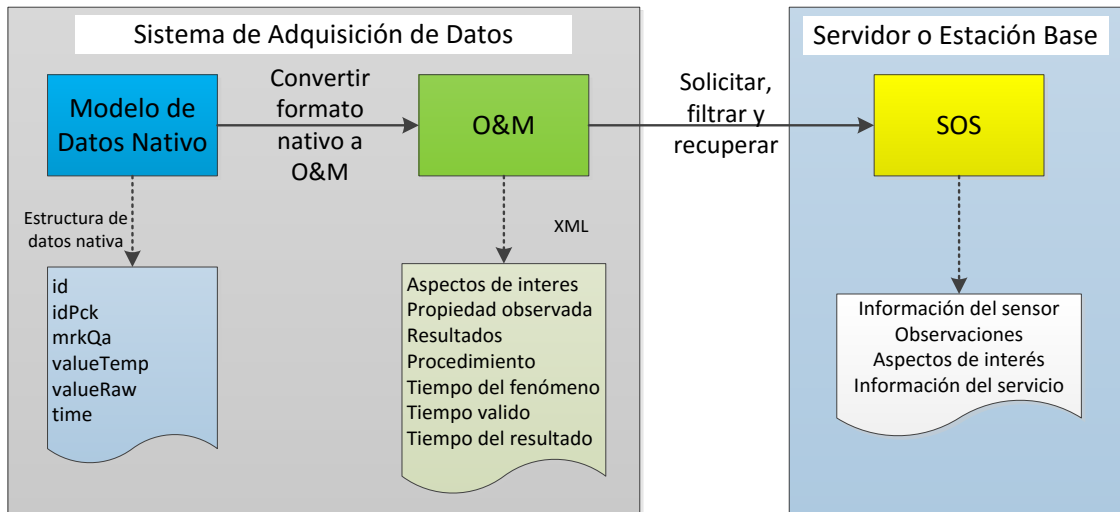 Sistema de Adquisición de Datos
Modelo de
Datos Nativo
Convertir
formato
nativo a
O&M
O&M
Estructura de
datos nativa
XML
id
idPck
mrkQa
valueTemp
valueRaw
time
Aspectos de interes
Propiedad observada
Resultados
Procedimiento
Tiempo del fenómeno
Tiempo valido
Tiempo del resultado
Solicitar,
filtrar y
recuperar
Servidor o Estación Base
SOS
Información del sensor
Observaciones
Aspectos de interés
Información del servicio